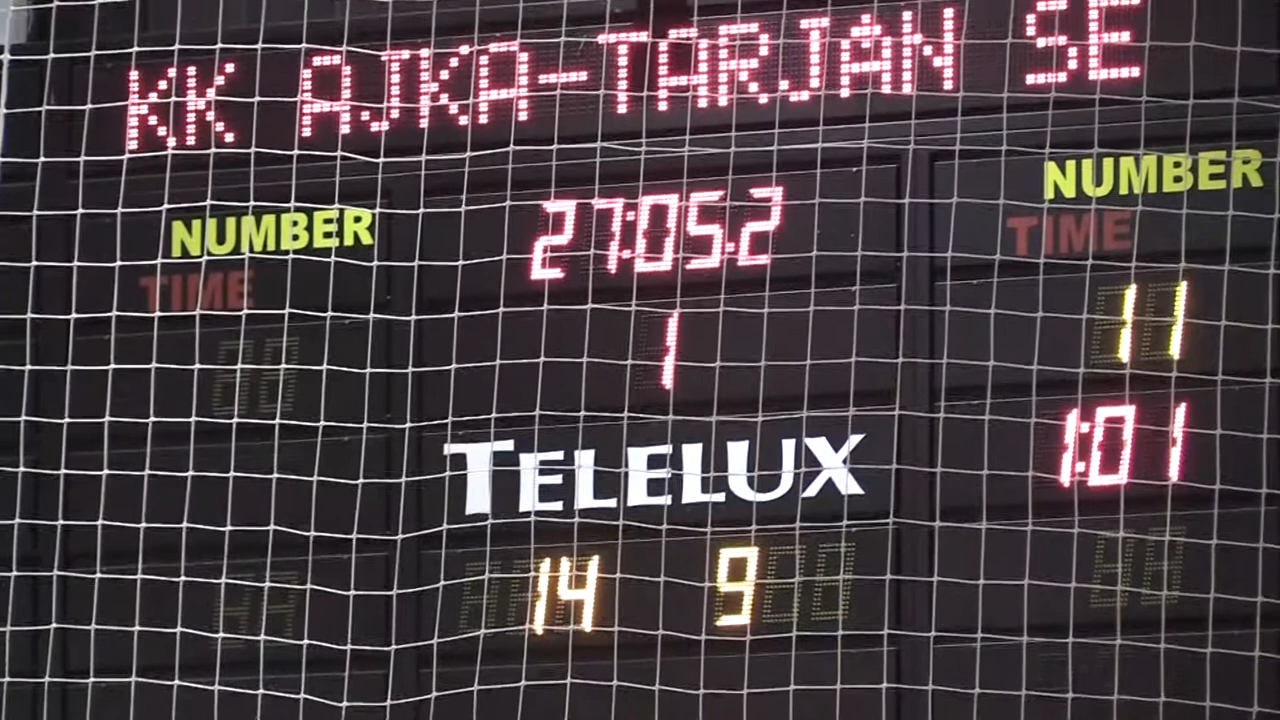 KK AJKA-TARJAN SE
NUMBER
TIME
27:05.2
NUMBER
TIME
1
11
1:01
TELELUX
14 9